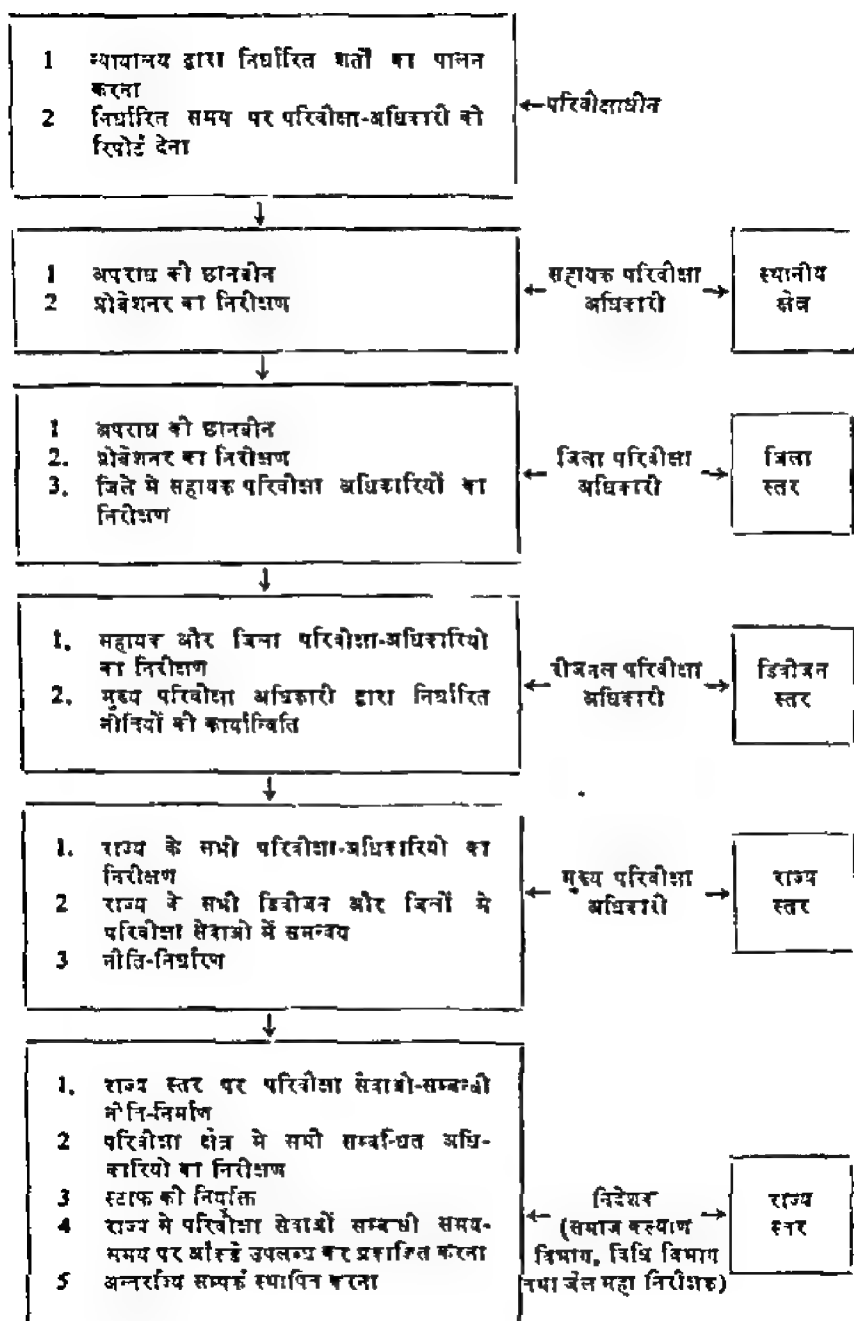 1 न्यायालय द्वारा निर्धारित शर्तों का पालन
करना
2 निर्धारित समय पर परिवीक्षा-अधिकारी को
रिपोर्ट देना
←परिवीक्षाधीन
1 अपराध की छानबीन
2 प्रोबेशनर का निरीक्षण
सहायक परिवीक्षा
अधिकारी
स्थानीय
क्षेत्र
1 अपराध की छानबीन
2. प्रोबेशनर का निरीक्षण
3. जिले मे सहायक परिवीक्षा अधिकारियों का
निरीक्षण
जिला परिवीक्षा
अधिकारी
जिला
स्तर
1. सहायक और जिला परिवीक्षा-अधिकारियो
का निरीक्षण
2. मुख्य परिवीक्षा अधिकारी द्वारा निर्धारित
नीतियों की कार्यान्विति
रीजनल परिवीक्षा
अधिकारी
डिवीजन
स्तर
1. राज्य के सभी परिवीक्षा-अधिकारियो का
निरीक्षण
2 राज्य के सभी डिवीजन और जिलों मे
परिवीक्षा सेवाओ में समन्वय
3 नीति-निर्धारण
मुख्य परिवीक्षा
अधिकारी
राज्य
स्तर
1. राज्य स्तर पर परिवीक्षा सेवाओ-सम्बन्धी
नीति-निर्माण
2 परिवीक्षा क्षेत्र मे सभी सम्बन्धित अधि-
कारियो का निरीक्षण
3 स्टाफ की नियुक्ति
4 राज्य मे परिवीक्षा सेवाओं सम्बधी समय-
समय पर आँकडे उपलब्ध कर प्रकाशित करना
5 अन्तर्राज्य सम्पर्क स्थापित करना
निदेशक
(समाज कल्याण
विभाग, विधि विभाग
तथा जेल महा निरीक्षक)
राज्य
स्तर